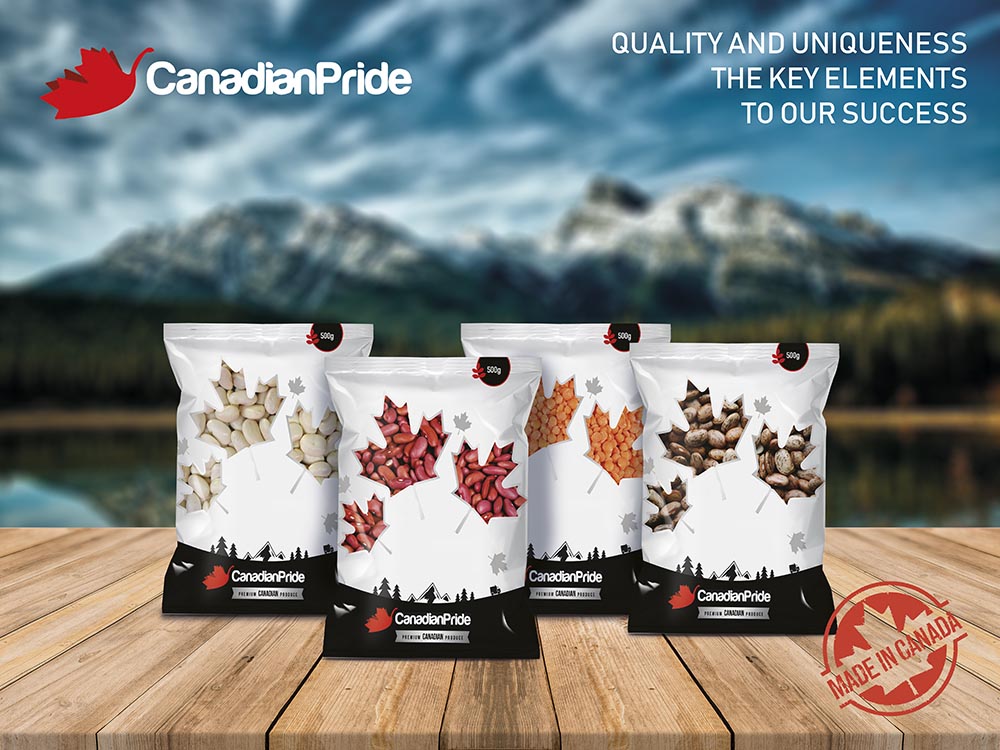 CanadianPride
QUALITY AND UNIQUENESS
THE KEY ELEMENTS
TO OUR SUCCESS
500g
500g
500g
500g
CanadianPride
PREMIUM CANADIAN PRODUCE
CanadianPride
PREMIUM CANADIAN PRODUCE
CanadianPride
PREMIUM CANADIAN PRODUCE
CanadianPride
PREMIUM CANADIAN PRODUCE
MADE IN CANADA